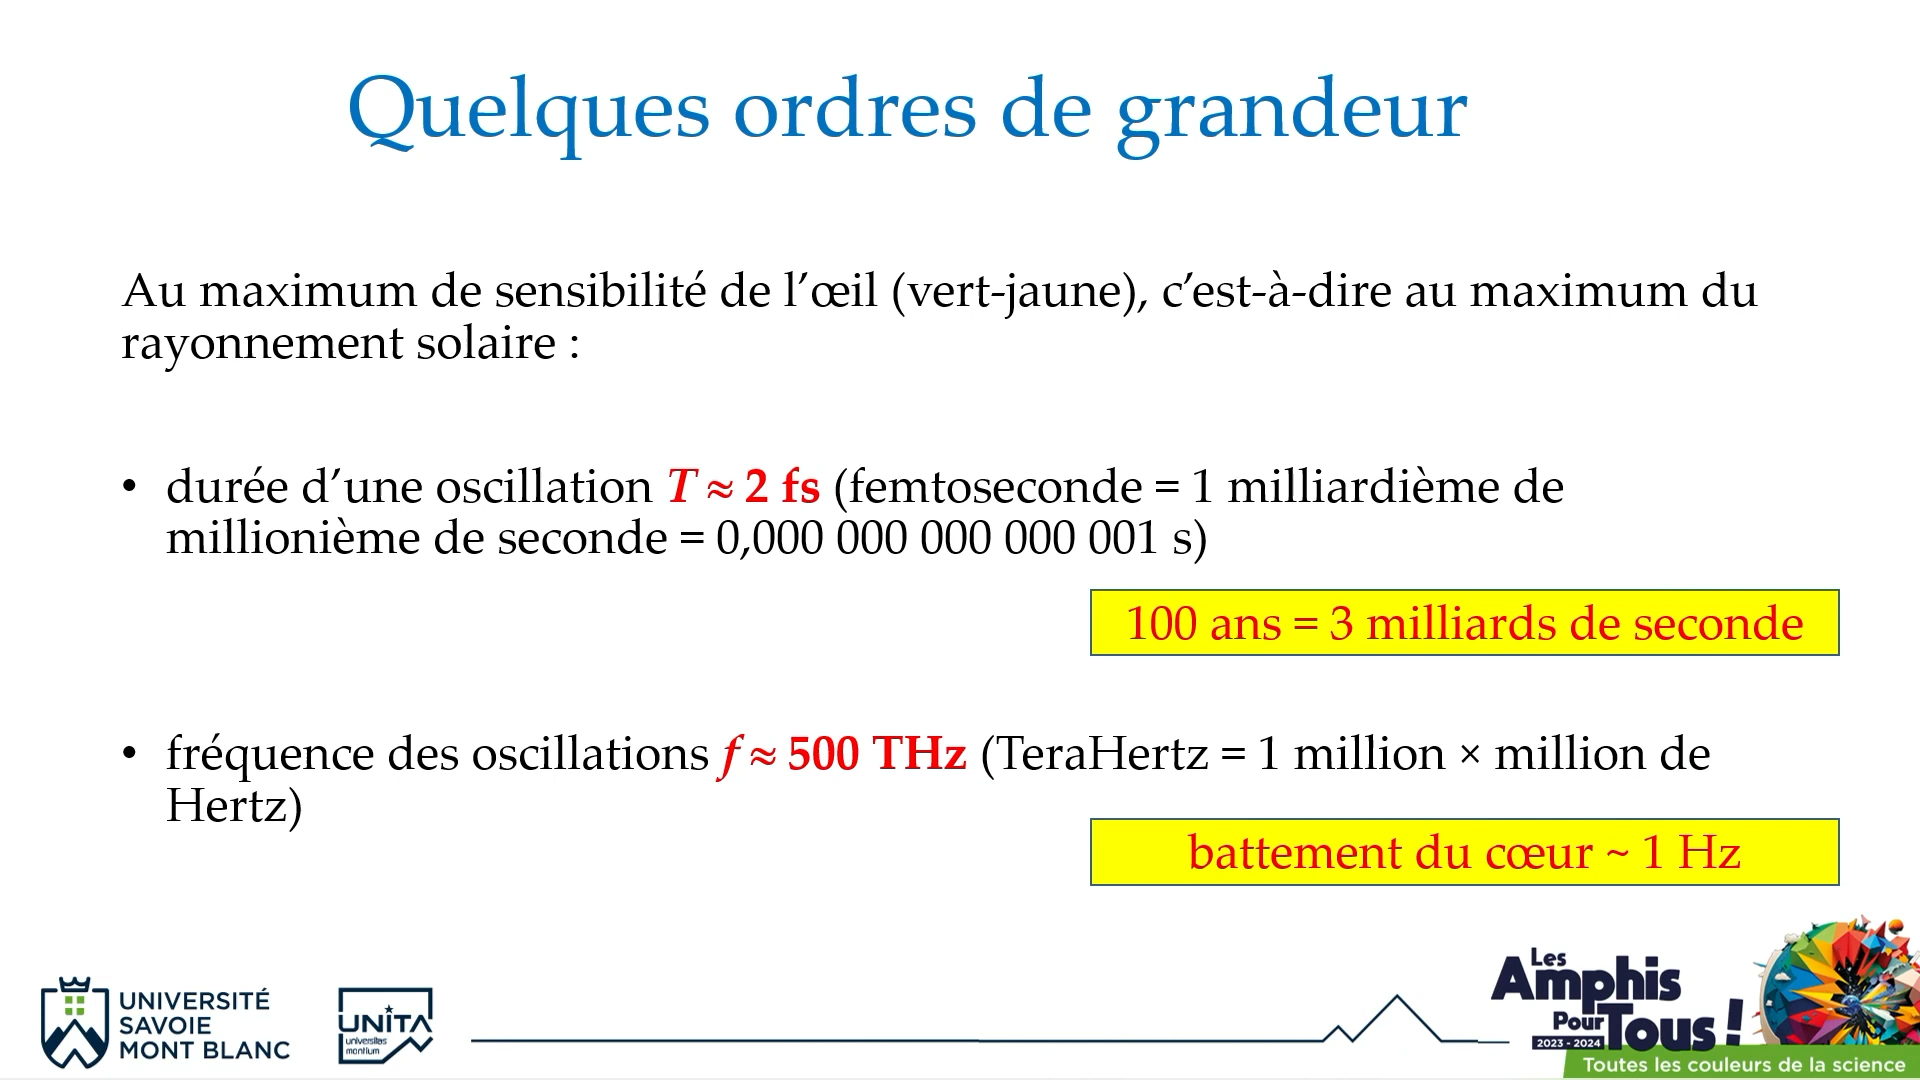 Quelques ordres de grandeur
Au maximum de sensibilité de l’œil (vert-jaune), c’est-à-dire au maximum du
rayonnement solaire :
• durée d’une oscillation T ≈ 2 fs (femtoseconde = 1 milliardième de
millionième de seconde = 0,000 000 000 000 001 s)
100 ans = 3 milliards de seconde
• fréquence des oscillations f ≈ 500 THz (TeraHertz = 1 million × million de
Hertz)
battement du cœur ~ 1 Hz
UNIVERSITÉ
SAVOIE
MONT BLANC
UNITA
universitas
montium
Les
Amphis
Pour
Tous !
2023 - 2024
Toutes les couleurs de la science